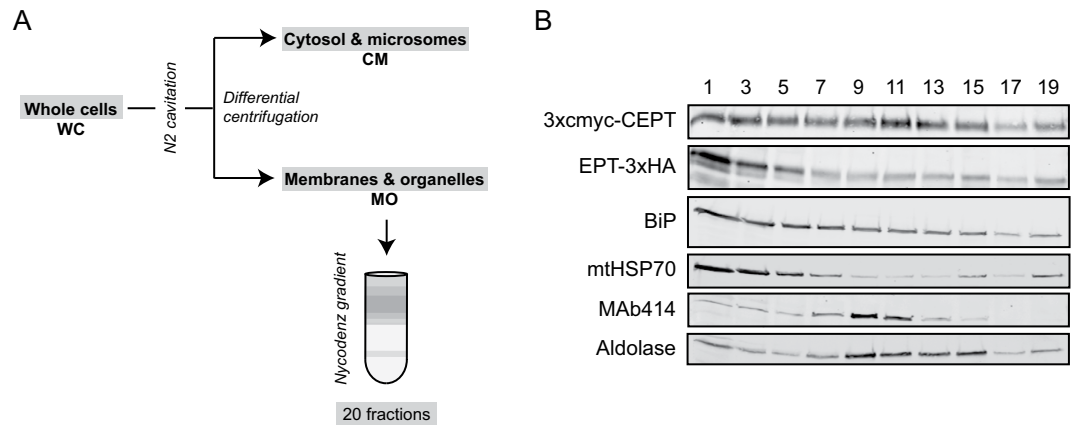 A
Whole cells
WC
N2 cavitation
Differential
centrifugation
Cytosol & microsomes
CM
Membranes & organelles
MO
Nycodenz gradient
20 fractions
B
1 3 5 7 9 11 13 15 17 19
3xcmyc-CEPT
EPT-3xHA
BiP
mtHSP70
MAb414
Aldolase